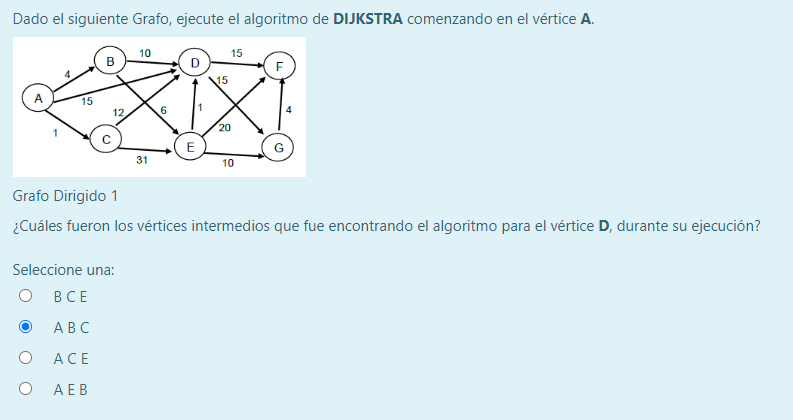 Dado el siguiente Grafo, ejecute el algoritmo de DIJKSTRA comenzando en el vértice A.
10 15
B D F
4 15
A 15
12 6 1 4
1 20
C E G
31 10
Grafo Dirigido 1
¿Cuáles fueron los vértices intermedios que fue encontrando el algoritmo para el vértice D, durante su ejecución?
Seleccione una:
B C E
A B C
A C E
A E B